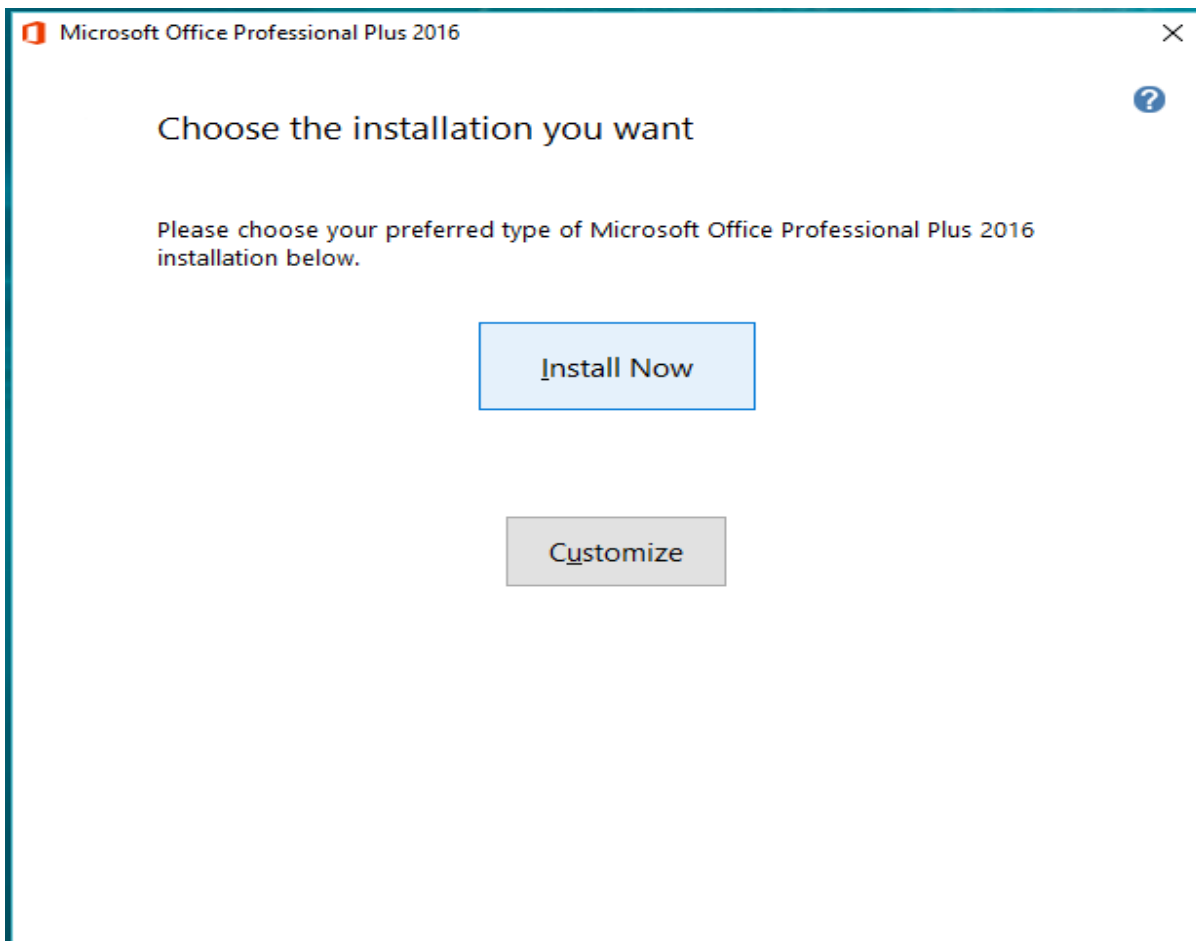 Microsoft Office Professional Plus 2016
Choose the installation you want
Please choose your preferred type of Microsoft Office Professional Plus 2016
installation below.
Install Now
Customize